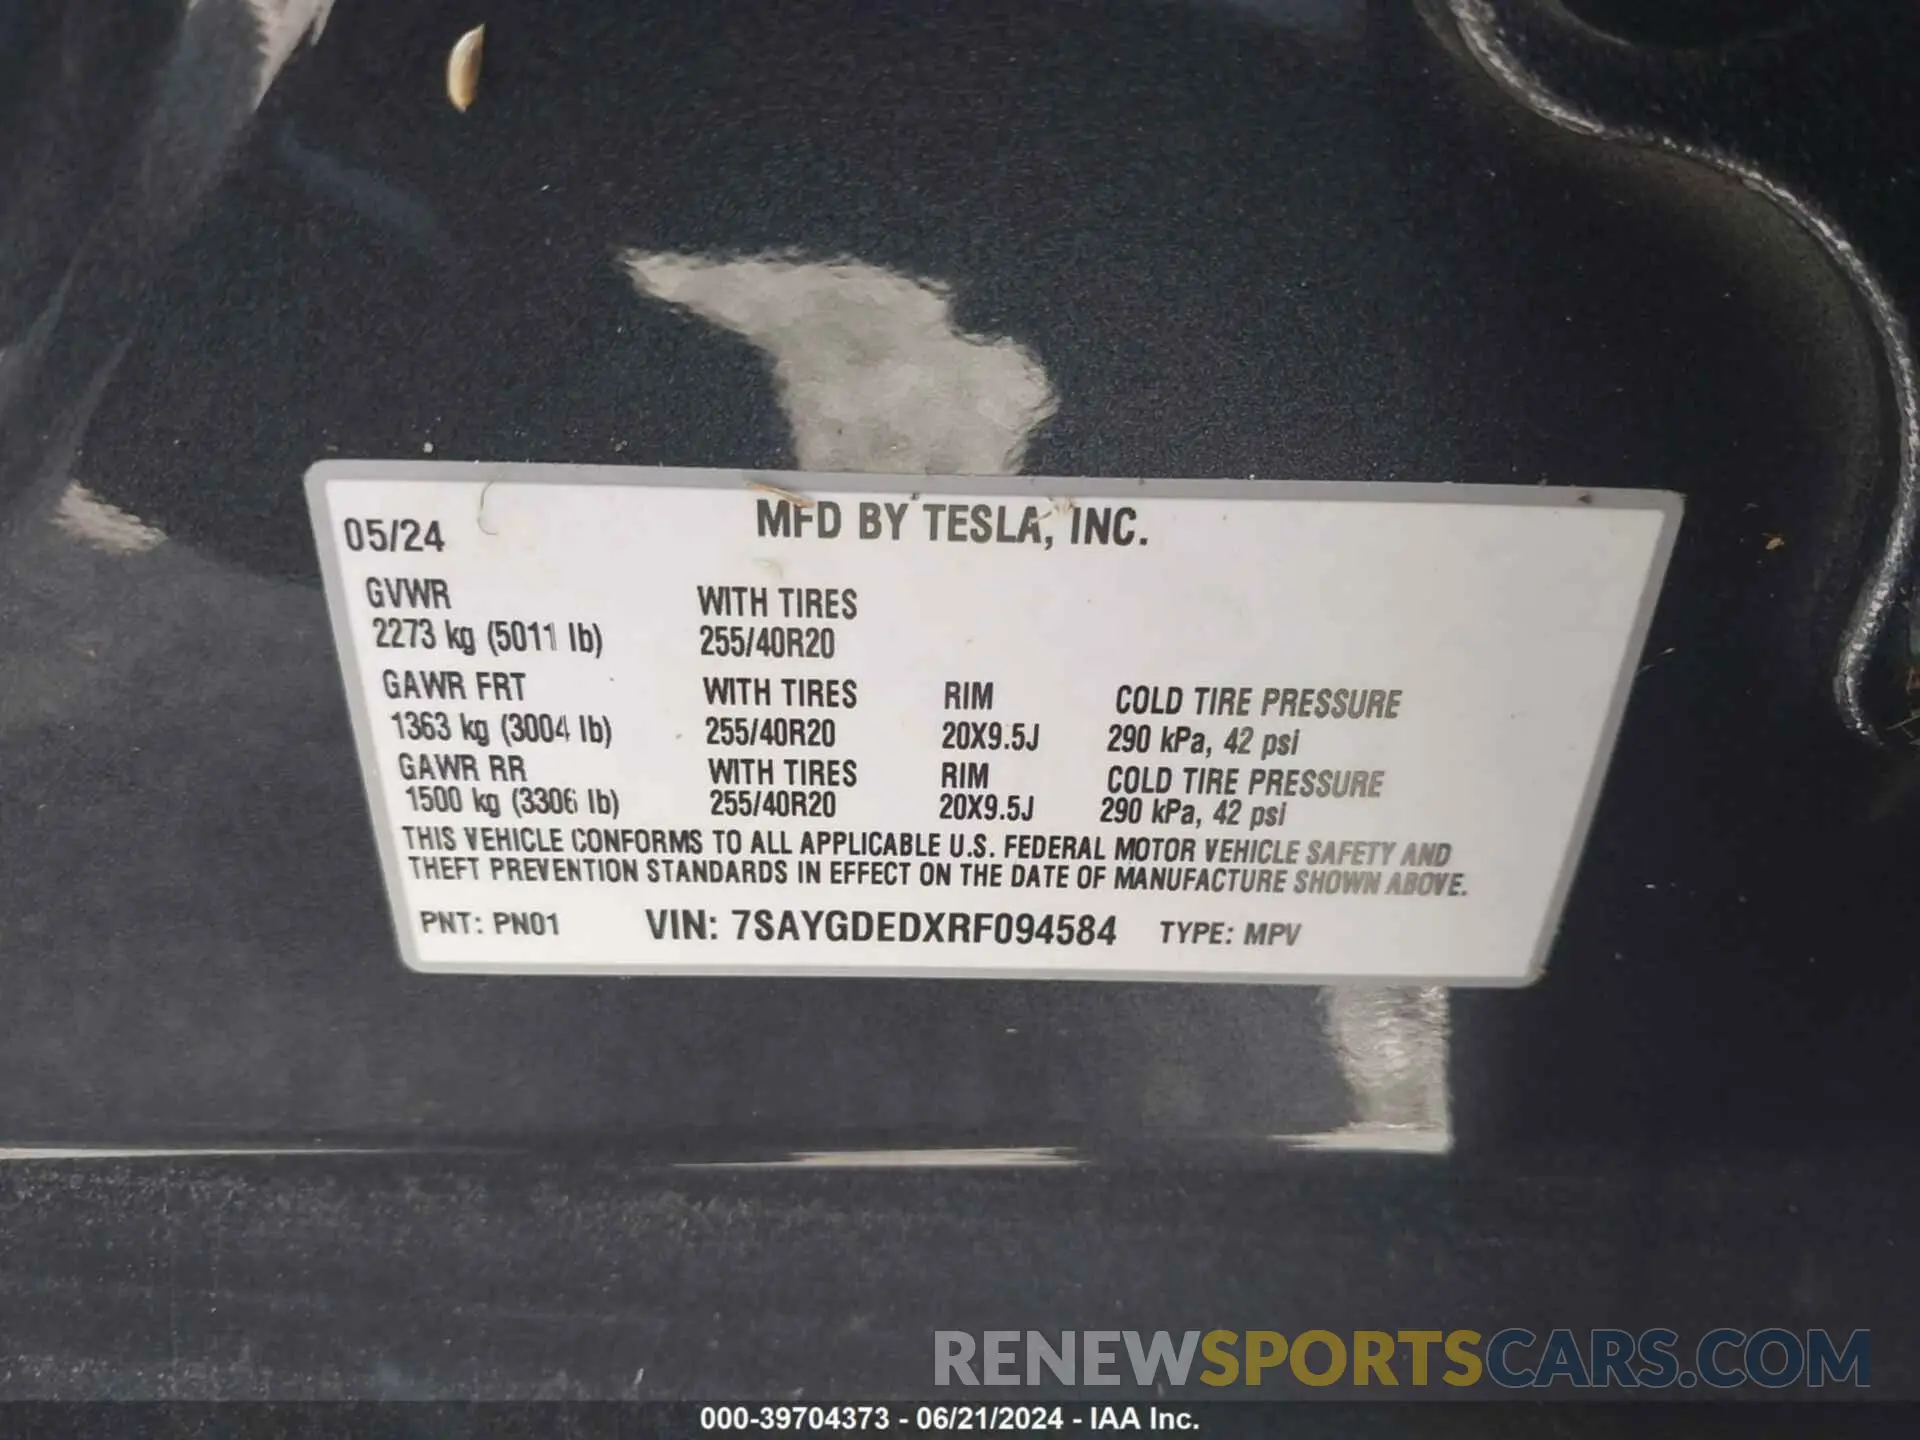 05/24
MFD BY TESLA, INC.
GVWR WITH TIRES
2273 kg (5011 lb) 255/40R20
GAWR FRT WITH TIRES RIM COLD TIRE PRESSURE
1363 kg (3004 lb) 255/40R20 20X9.5J 290 kPa, 42 psi
GAWR RR WITH TIRES RIM COLD TIRE PRESSURE
1500 kg (3306 lb) 255/40R20 20X9.5J 290 kPa, 42 psi
THIS VEHICLE CONFORMS TO ALL APPLICABLE U.S. FEDERAL MOTOR VEHICLE SAFETY AND
THEFT PREVENTION STANDARDS IN EFFECT ON THE DATE OF MANUFACTURE SHOWN ABOVE.
PNT: PN01 VIN: 7SAYGDEDXRF094584 TYPE: MPV
RENEWSPORTSCARS.COM
000-39704373 - 06/21/2024 - IAA Inc.